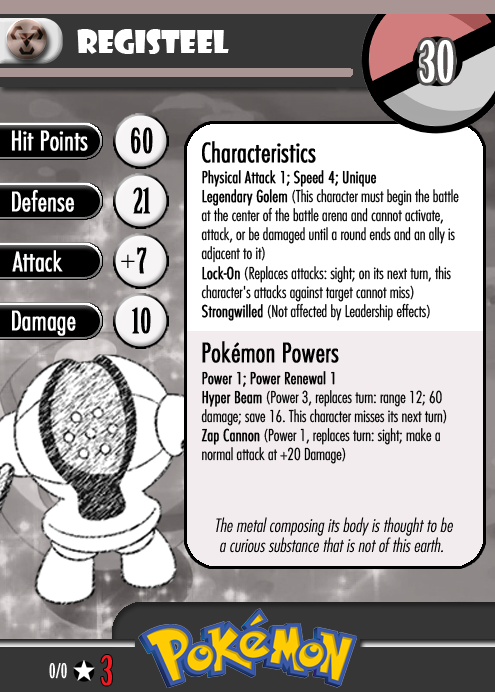 REGISTEEL
30
Hit Points 60
Defense 21
Attack +7
Damage 10
Characteristics
Physical Attack 1; Speed 4; Unique
Legendary Golem (This character must begin the battle
at the center of the battle arena and cannot activate,
attack, or be damaged until a round ends and an ally is
adjacent to it)
Lock-On (Replaces attacks: sight; on its next turn, this
character's attacks against target cannot miss)
Strongwilled (Not affected by Leadership effects)
Pokémon Powers
Power 1; Power Renewal 1
Hyper Beam (Power 3, replaces turn: range 12; 60
damage; save 16. This character misses its next turn)
Zap Cannon (Power 1, replaces turn: sight; make a
normal attack at +20 Damage)
The metal composing its body is thought to be
a curious substance that is not of this earth.
POKéMON
0/0 ★ 3